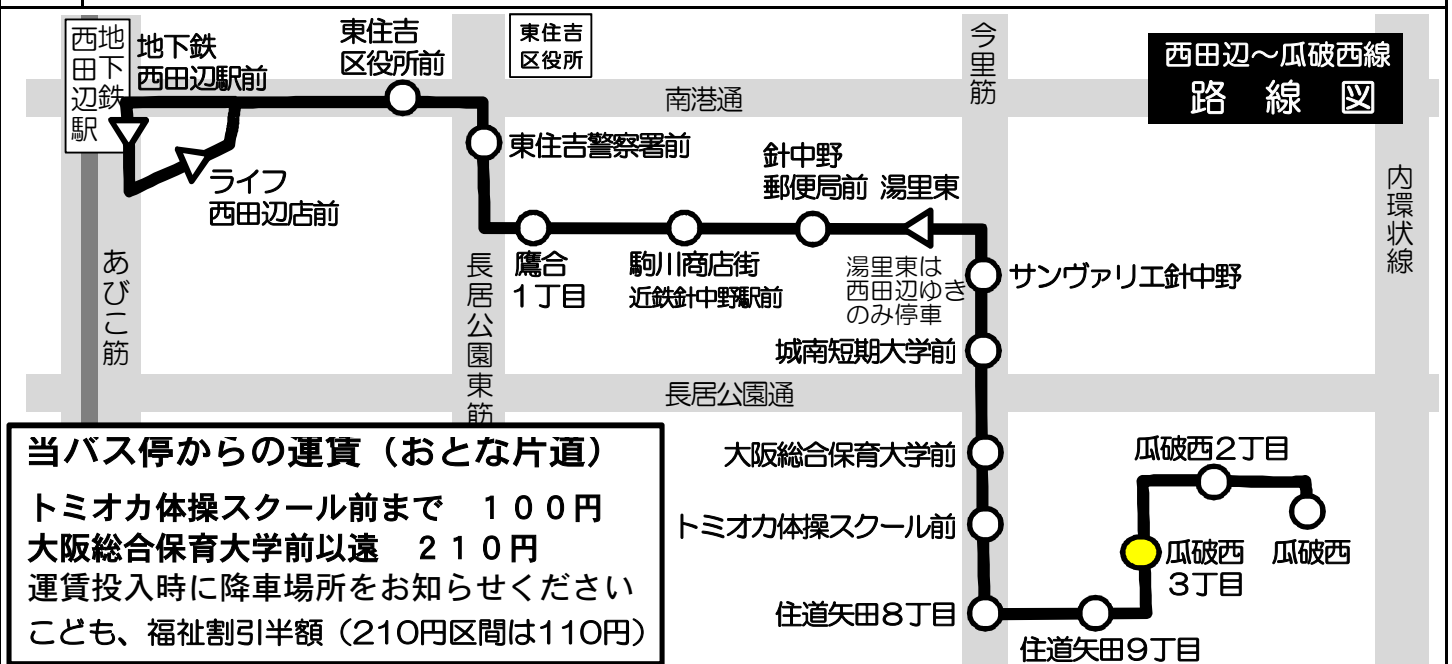 地下鉄
西田辺駅
地下鉄
西田辺駅前
東住吉
区役所前
東住吉
区役所
今里筋
西田辺～瓜破西線
路線図
南港通
東住吉警察署前
針中野
郵便局前
湯里東
内環状線
ライフ
西田辺店前
あびこ筋
長居公園東筋
鷹合
1丁目
駒川商店街
近鉄針中野駅前
湯里東は
西田辺ゆき
のみ停車
サンヴァリエ針中野
城南短期大学前
長居公園通
当バス停からの運賃（おとな片道）
トミオカ体操スクール前まで　１００円
大阪総合保育大学前以遠　２１０円
運賃投入時に降車場所をお知らせください
こども、福祉割引半額（210円区間は110円）
大阪総合保育大学前
トミオカ体操スクール前
住道矢田8丁目
住道矢田9丁目
瓜破西2丁目
瓜破西
3丁目
瓜破西